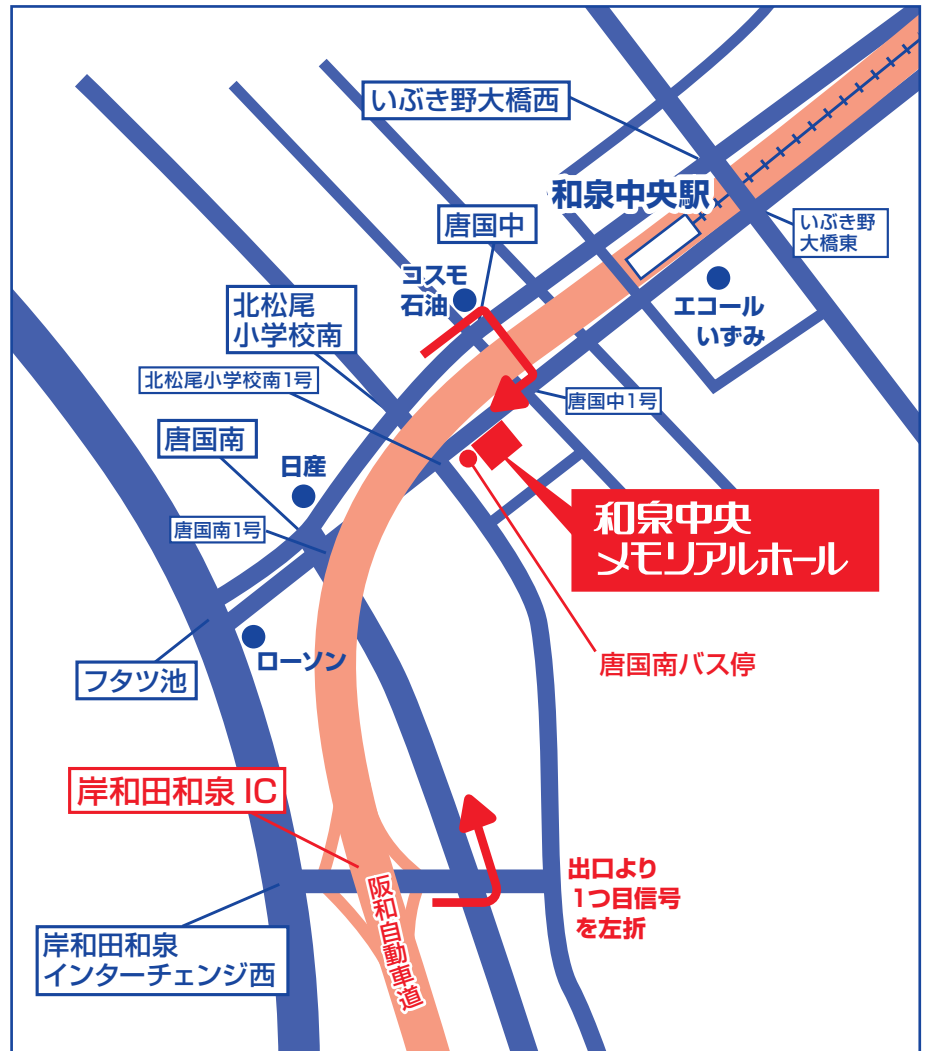 いぶき野大橋西
和泉中央駅
唐国中
いぶき野
大橋東
ヨスモ
石油
エコール
いずみ
北松尾
小学校南
北松尾小学校南1号
唐国中1号
唐国南
日産
唐国南1号
和泉中央
メモリアルホール
ローソン
唐国南バス停
フタツ池
岸和田和泉 IC
出口より
1つ目信号
を左折
阪和自動車道
岸和田和泉
インターチェンジ西